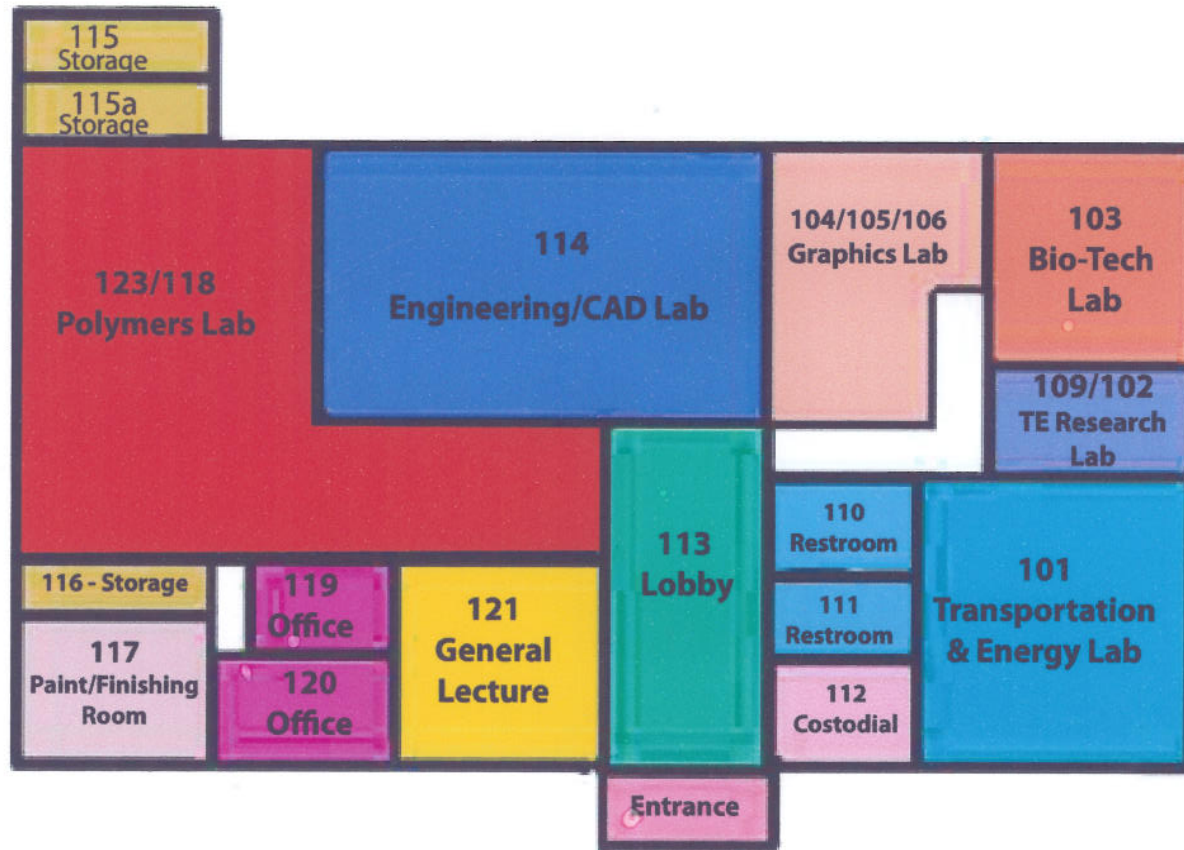 115
Storage
115a
Storage
123/118
Polymers Lab
114
Engineering/CAD Lab
104/105/106
Graphics Lab
103
Bio-Tech
Lab
109/102
TE Research
Lab
110
Restroom
111
Restroom
112
Costodial
101
Transportation
& Energy Lab
113
Lobby
116 - Storage
117
Paint/Finishing
Room
119
Office
120
Office
121
General
Lecture
Entrance